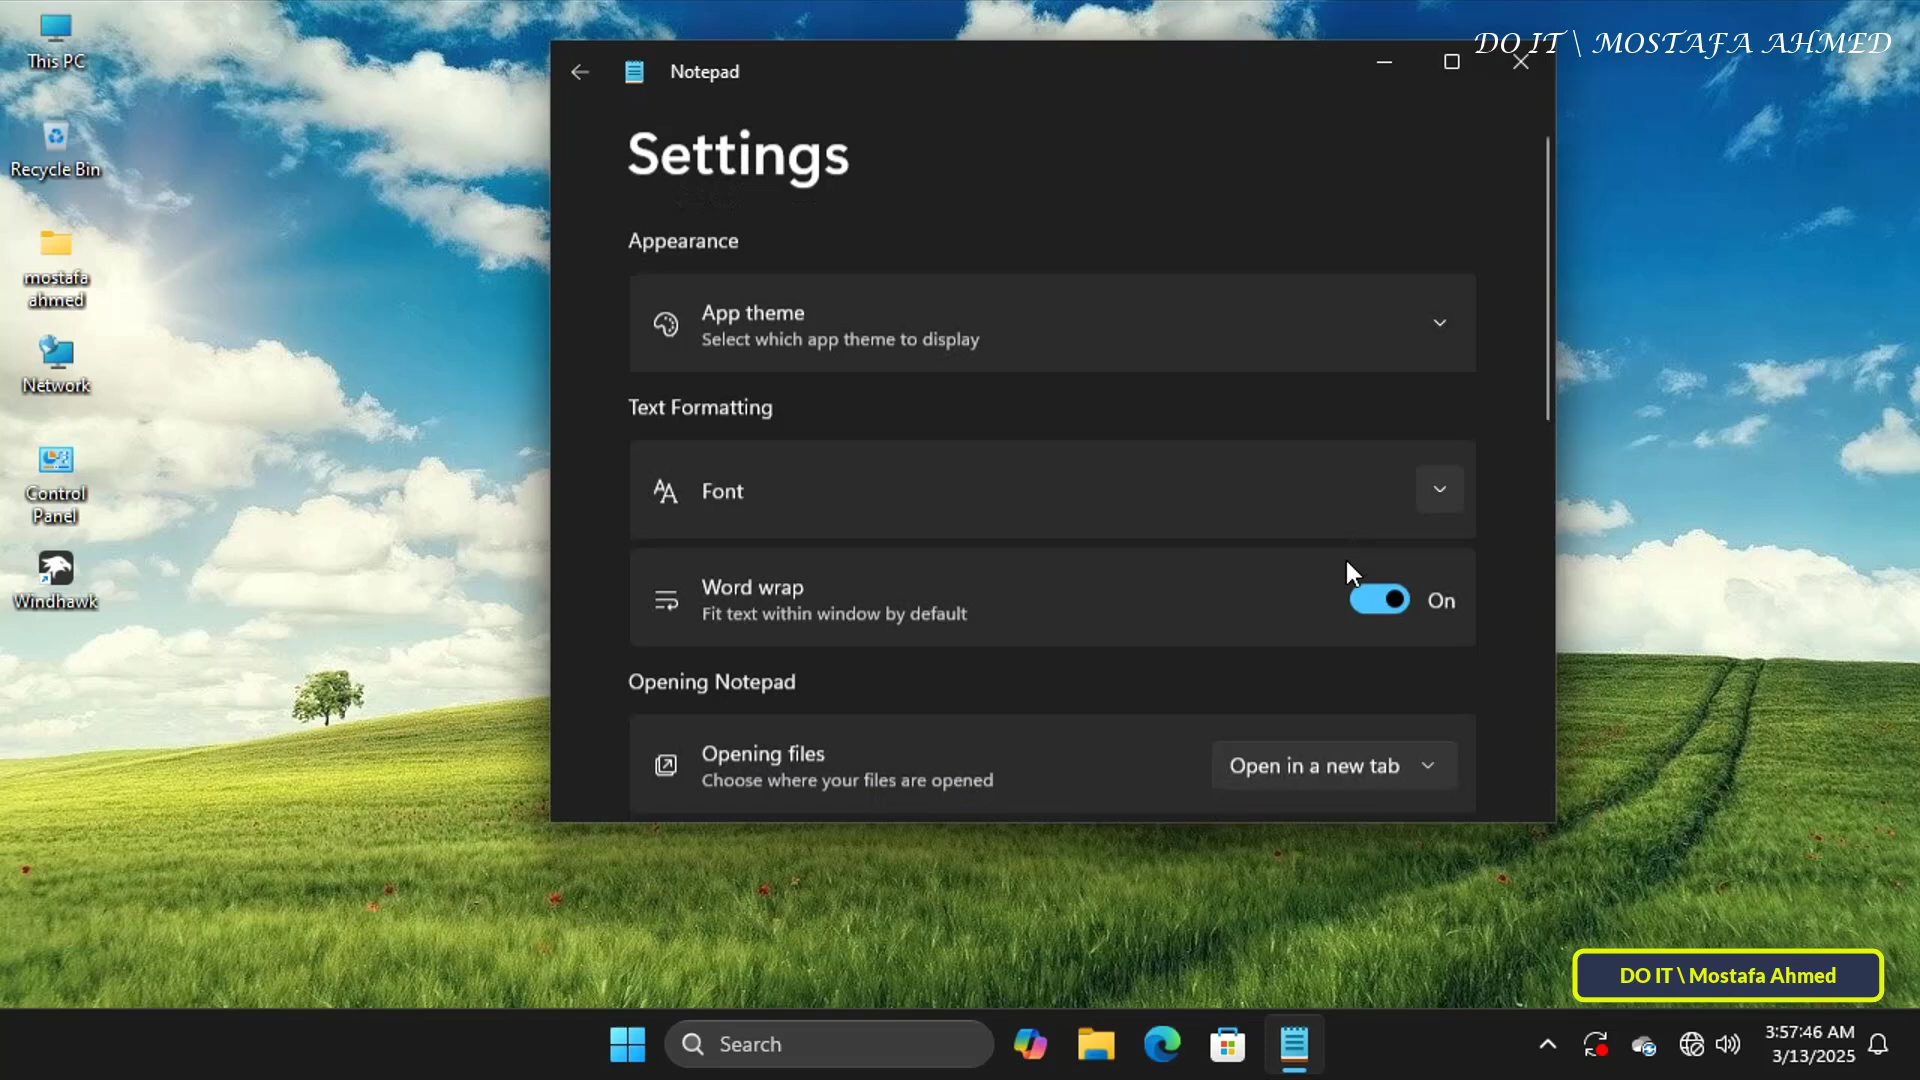 This PC
Recycle Bin
mostafa
ahmed
Network
Control
Panel
Windhawk
DO IT \ MOSTAFA AHMED
Notepad
Settings
Appearance
App theme
Select which app theme to display
Text Formatting
Font
Word wrap
Fit text within window by default
On
Opening Notepad
Opening files
Choose where your files are opened
Open in a new tab
DO IT \ Mostafa Ahmed
Search
3:57:46 AM
3/13/2025